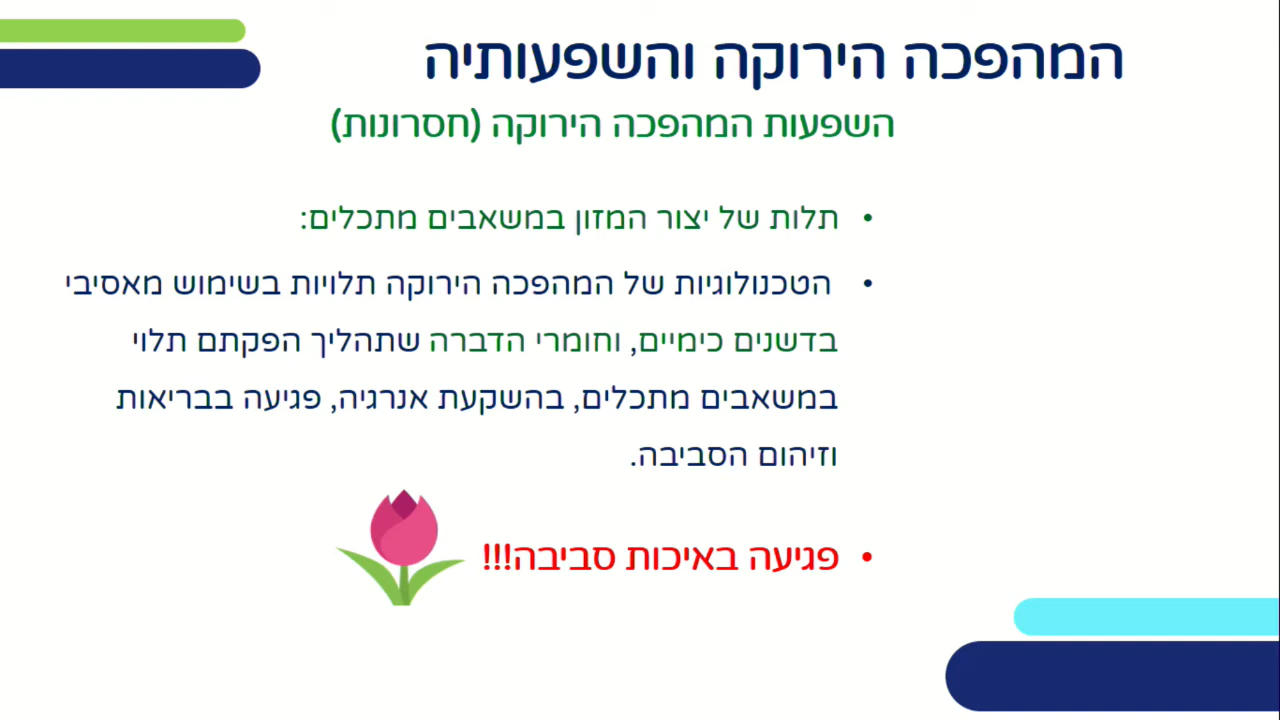 המהפכה הירוקה והשפעותיה
השפעות המהפכה הירוקה (חסרונות)
• תלות של יצור המזון במשאבים מתכלים:
• הטכנולוגיות של המהפכה הירוקה תלויות בשימוש מאסיבי
בדשנים כימיים, וחומרי הדברה שתהליך הפקתם תלוי
במשאבים מתכלים, בהשקעת אנרגיה, פגיעה בבריאות
וזיהום הסביבה.
• פגיעה באיכות סביבה!!!